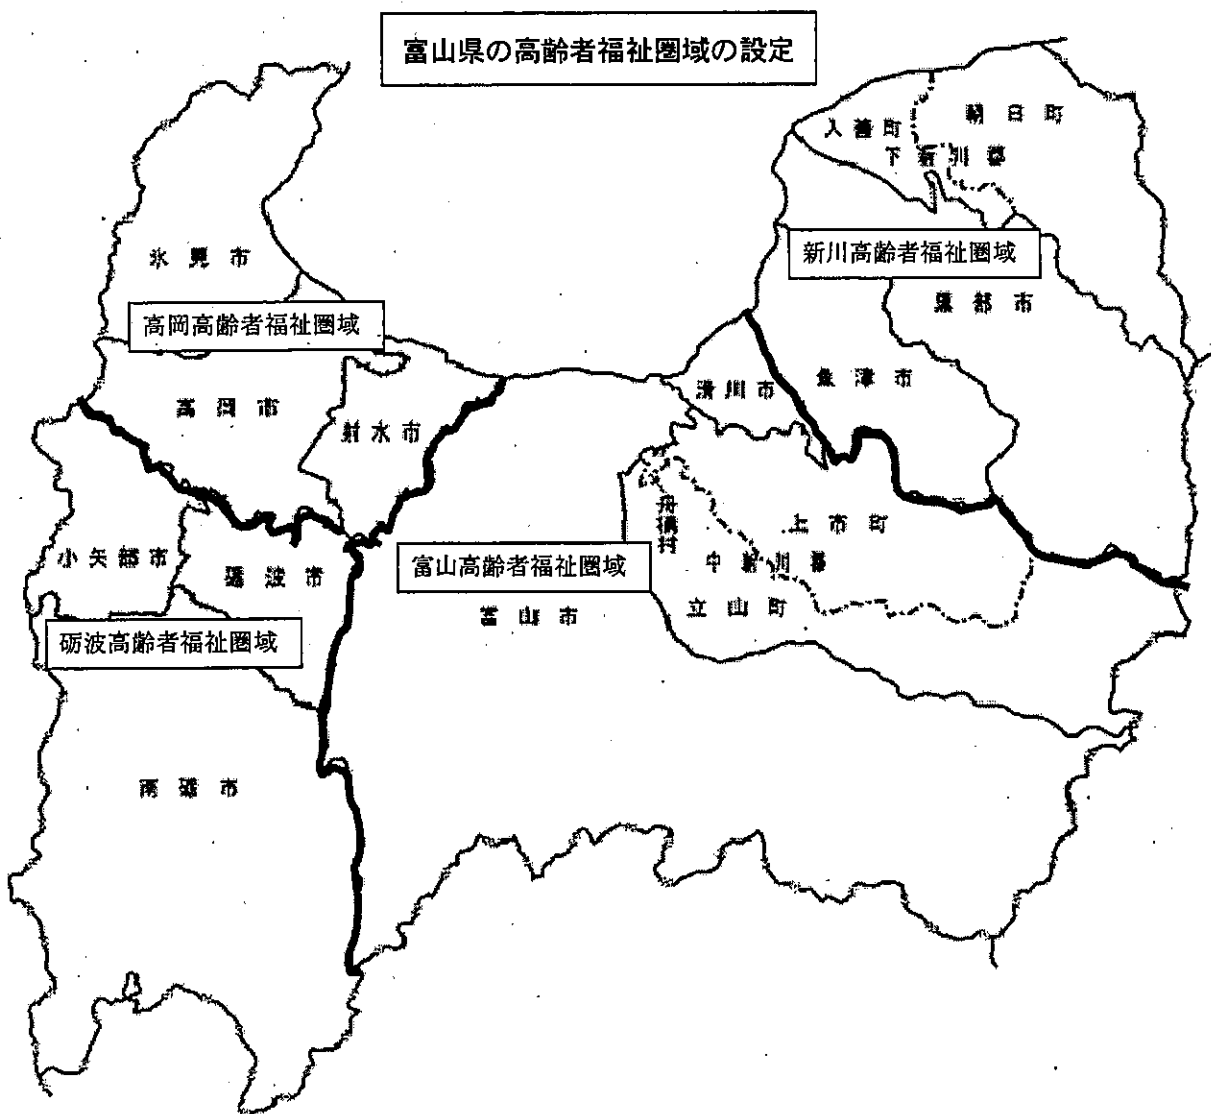 富山県の高齢者福祉圏域の設定
入善町
朝日町
下新川郡
氷見市
新川高齢者福祉圏域
黒部市
高岡高齢者福祉圏域
滑川市
魚津市
高岡市
射水市
舟橋村
上市町
小矢部市
砺波市
富山高齢者福祉圏域
中新川郡
立山町
富山市
砺波高齢者福祉圏域
南砺市